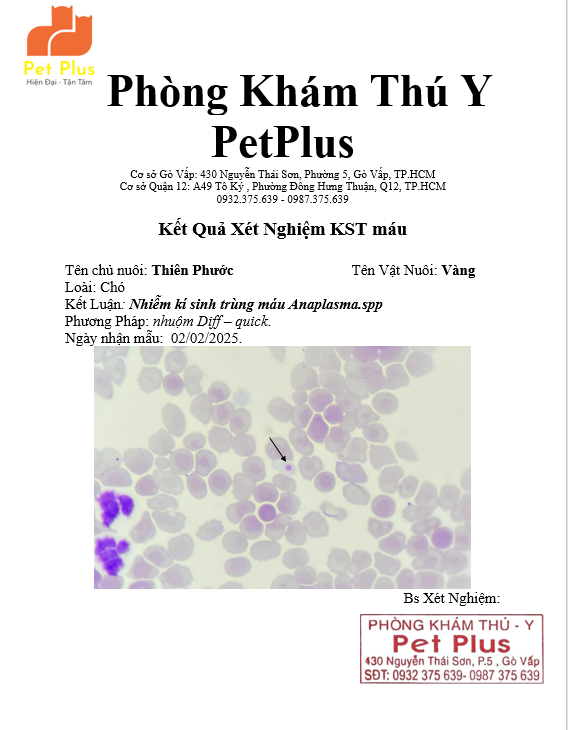 Pet Plus
Hiện Đại - Tận Tâm
Phòng Khám Thú Y
PetPlus
Cơ sở Gò Vấp: 430 Nguyễn Thái Sơn, Phường 5, Gò Vấp, TP.HCM
Cơ sở Quận 12: A49 Tô Ký , Phường Đông Hưng Thuận, Q12, TP.HCM
0932.375.639 - 0987.375.639
Kết Quả Xét Nghiệm KST máu
Tên chủ nuôi: Thiên Phước Tên Vật Nuôi: Vàng
Loài: Chó
Kết Luận: Nhiễm kí sinh trùng máu Anaplasma.spp
Phương Pháp: nhuộm Diff – quick.
Ngày nhận mẫu: 02/02/2025.
Bs Xét Nghiệm:
PHÒNG KHÁM THÚ - Y
Pet Plus
430 Nguyễn Thái Sơn, P.5 , Gò Vấp
SĐT: 0932 375 639- 0987 375 639